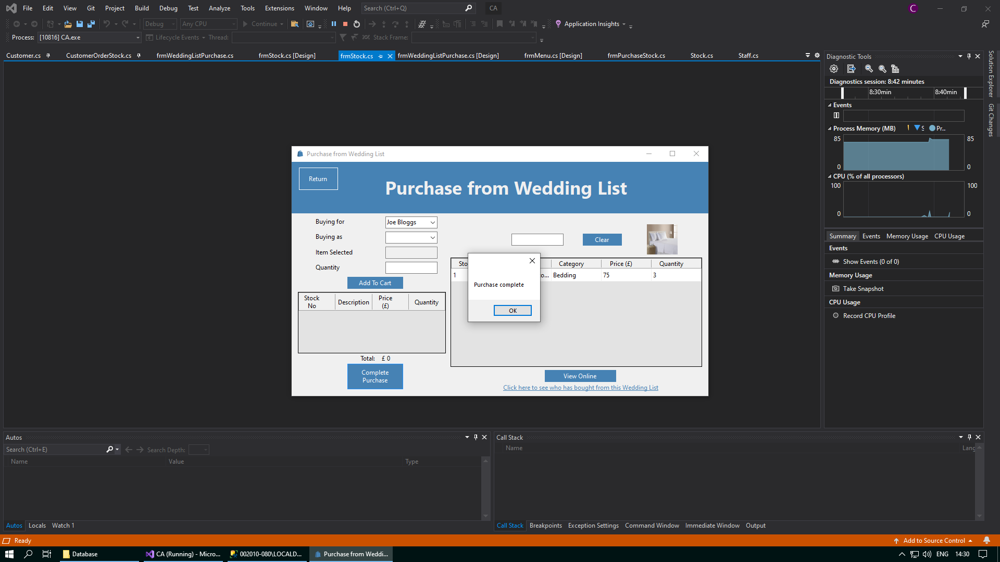 File Edit View Git Project Build Debug Test Analyze Tools Extensions Window Help Search (Ctrl+Q) CA C
Debug Any CPU Continue Application Insights
Process: [10816] CA.exe Lifecycle Events Thread: Stack Frame:
Customer.cs CustomerOrderStock.cs frmWeddingListPurchase.cs frmStock.cs [Design] frmStock.cs frmWeddingListPurchase.cs [Design] frmMenu.cs [Design] frmPurchaseStock.cs Stock.cs Staff.cs
Diagnostic Tools
Diagnostics session: 8:42 minutes
8:30min 8:40min
Events
Process Memory (MB) S Pr...
85 85
0 0
CPU (% of all processors)
100 100
0 0
Summary Events Memory Usage CPU Usage
Events
Show Events (0 of 0)
Memory Usage
Take Snapshot
CPU Usage
Record CPU Profile
Solution Explorer
Git Changes
Purchase from Wedding List
Return
Purchase from Wedding List
Buying for Joe Bloggs
Buying as
Item Selected
Quantity
Add To Cart
Stock No Description Price (£) Quantity
Total: £ 0
Complete Purchase
Clear
Sto Category Price (£) Quantity
1 o... Bedding 75 3
Purchase complete
OK
View Online
Click here to see who has bought from this Wedding List
Autos
Search (Ctrl+E) Search Depth:
Name Value Type
Autos Locals Watch 1
Call Stack
Name Lang
Call Stack Breakpoints Exception Settings Command Window Immediate Window Output
Ready Add to Source Control
Database CA (Running) - Micro... 002010-080\LOCALD... Purchase from Weddi... ENG 14:30